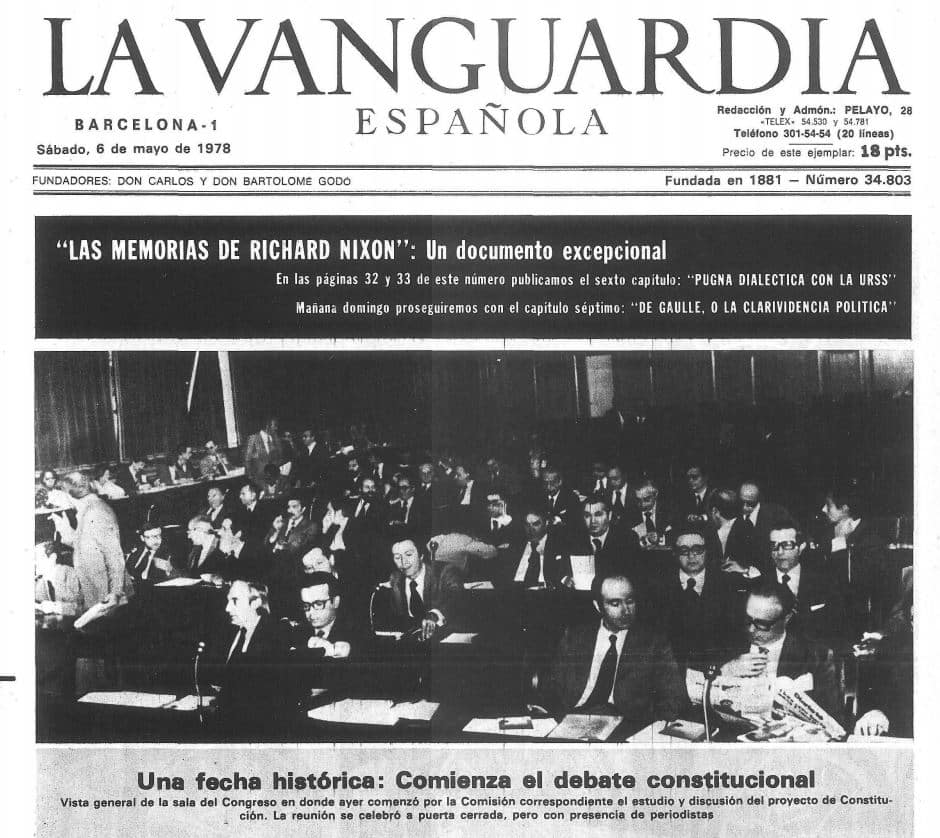 LA VANGUARDIA
ESPAÑOLA
BARCELONA-1
Sábado, 6 de mayo de 1978
Redacción y Admón.: PELAYO, 28
«TELEX» 54.530 y 54.781
Teléfono 301-54-54 (20 líneas)
Precio de este ejemplar: 18 pts.
FUNDADORES: DON CARLOS Y DON BARTOLOME GODÓ
Fundada en 1881 — Número 34.803
“LAS MEMORIAS DE RICHARD NIXON”: Un documento excepcional
En las páginas 32 y 33 de este número publicamos el sexto capítulo: “PUGNA DIALECTICA CON LA URSS”
Mañana domingo proseguiremos con el capítulo séptimo: “DE GAULLE, O LA CLARIVIDENCIA POLITICA”
Una fecha histórica: Comienza el debate constitucional
Vista general de la sala del Congreso en donde ayer comenzó por la Comisión correspondiente el estudio y discusión del proyecto de Constitu-
ción. La reunión se celebró a puerta cerrada, pero con presencia de periodistas